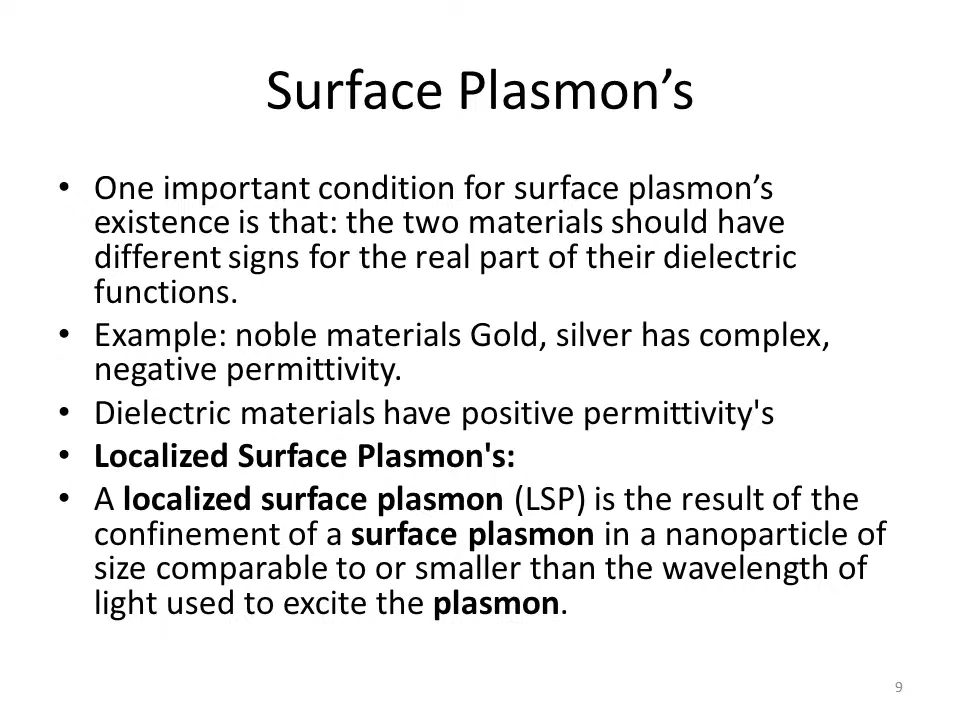 Surface Plasmon’s
• One important condition for surface plasmon’s
existence is that: the two materials should have
different signs for the real part of their dielectric
functions.
• Example: noble materials Gold, silver has complex,
negative permittivity.
• Dielectric materials have positive permittivity's
• Localized Surface Plasmon's:
• A localized surface plasmon (LSP) is the result of the
confinement of a surface plasmon in a nanoparticle of
size comparable to or smaller than the wavelength of
light used to excite the plasmon.
9